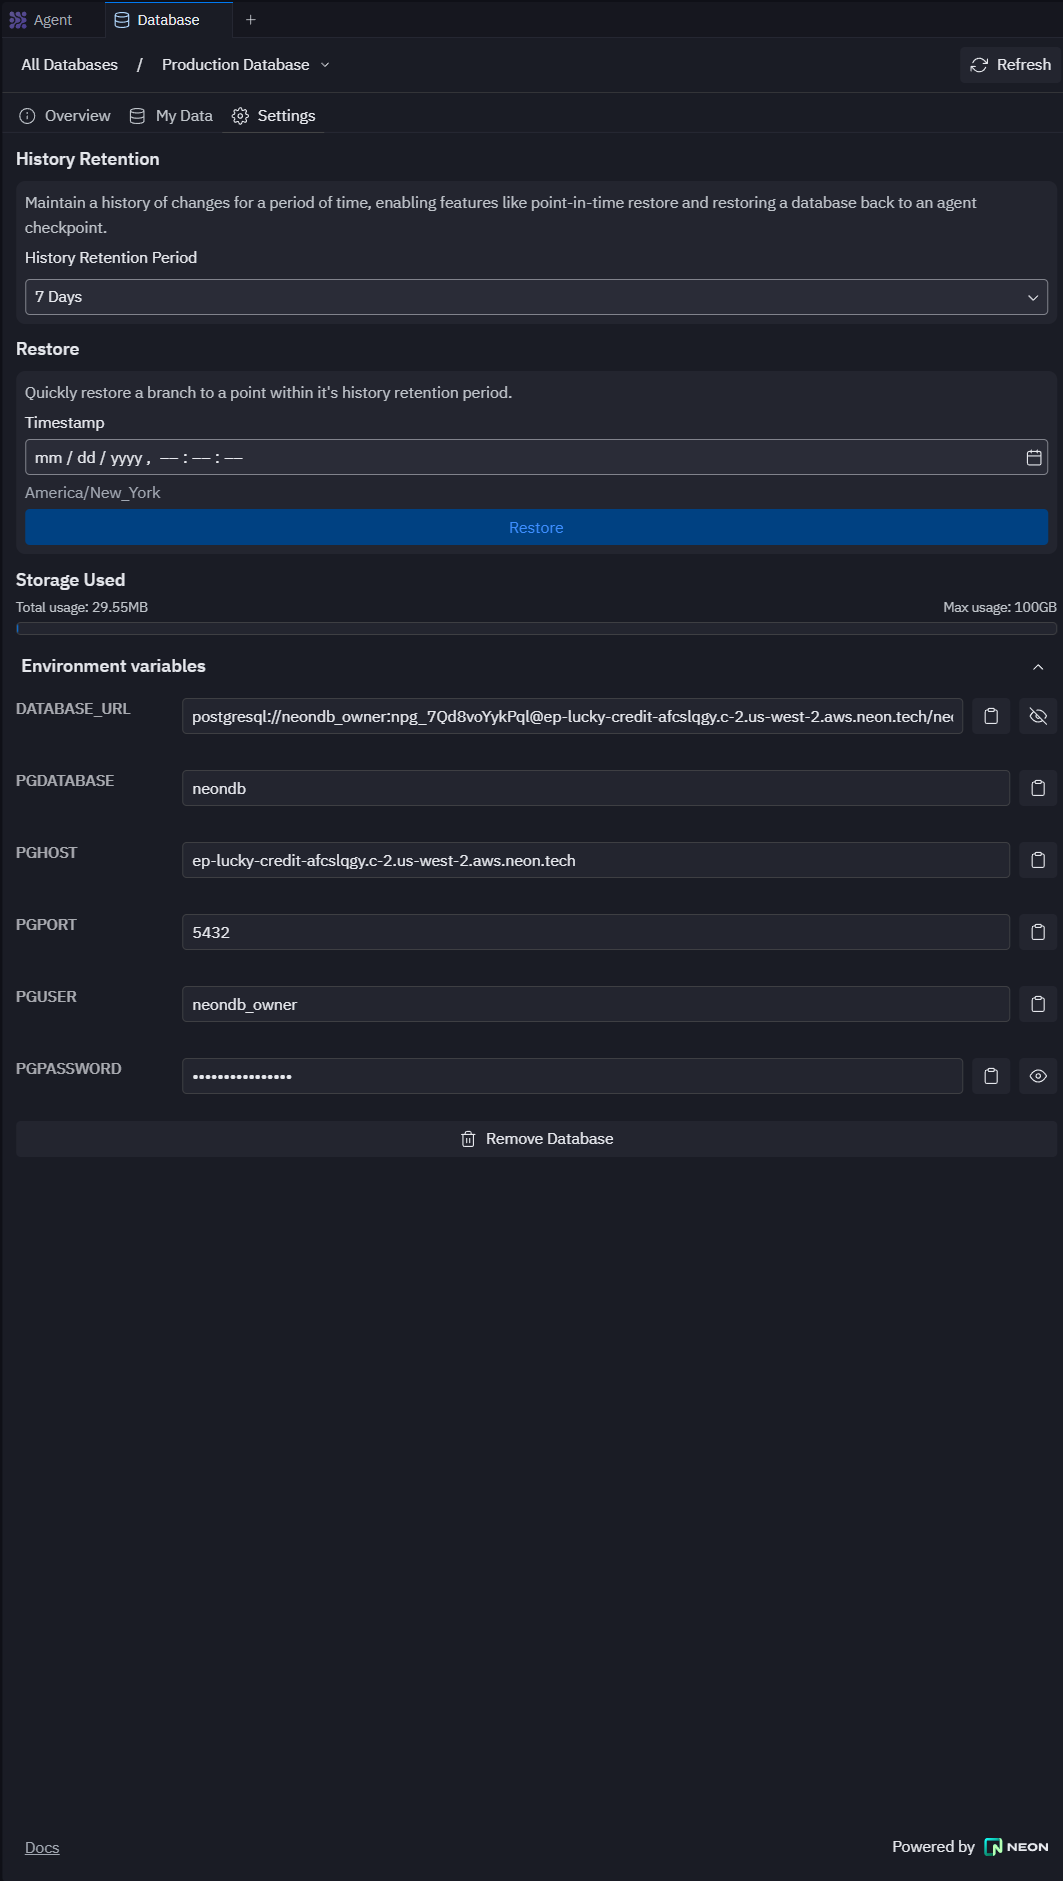 Agent
Database
All Databases / Production Database
Refresh
Overview
My Data
Settings
History Retention
Maintain a history of changes for a period of time, enabling features like point-in-time restore and restoring a database back to an agent
checkpoint.
History Retention Period
7 Days
Restore
Quickly restore a branch to a point within it's history retention period.
Timestamp
mm / dd / yyyy , –– : –– : ––
America/New_York
Restore
Storage Used
Total usage: 29.55MB
Max usage: 100GB
Environment variables
DATABASE_URL
postgresql://neondb_owner:npg_7Qd8voYykPql@ep-lucky-credit-afcslqgy.c-2.us-west-2.aws.neon.tech/ne
PGDATABASE
neondb
PGHOST
ep-lucky-credit-afcslqgy.c-2.us-west-2.aws.neon.tech
PGPORT
5432
PGUSER
neondb_owner
PGPASSWORD
••••••••••••••••
Remove Database
Docs
Powered by NEON